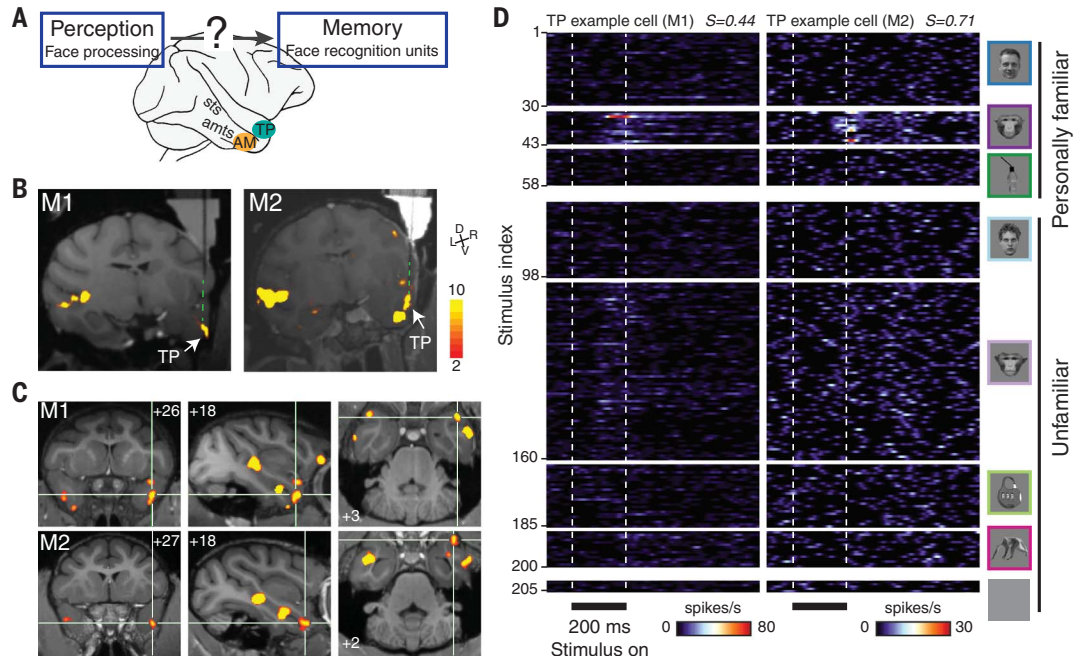 A
Perception
Face processing
?
Memory
Face recognition units
sts
amts
AM
TP
B
M1
TP
M2
TP
D
L R
V
10
2
C
M1
+26
+18
+3
M2
+27
+18
+2
D
TP example cell (M1) S=0.44
TP example cell (M2) S=0.71
Stimulus index
1
30
43
58
98
160
185
200
205
200 ms
Stimulus on
spikes/s
0 80
spikes/s
0 30
Personally familiar
Unfamiliar